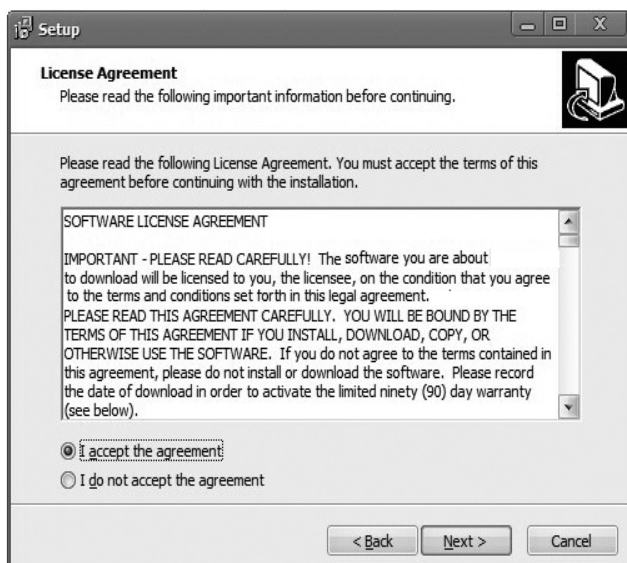 Setup
License Agreement
Please read the following important information before continuing.
Please read the following License Agreement. You must accept the terms of this
agreement before continuing with the installation.
SOFTWARE LICENSE AGREEMENT
IMPORTANT - PLEASE READ CAREFULLY! The software you are about
to download will be licensed to you, the licensee, on the condition that you agree
to the terms and conditions set forth in this legal agreement.
PLEASE READ THIS AGREEMENT CAREFULLY. YOU WILL BE BOUND BY THE
TERMS OF THIS AGREEMENT IF YOU INSTALL, DOWNLOAD, COPY, OR
OTHERWISE USE THE SOFTWARE. If you do not agree to the terms contained in
this agreement, please do not install or download the software. Please record
the date of download in order to activate the limited ninety (90) day warranty
(see below).
I accept the agreement
I do not accept the agreement
< Back Next > Cancel